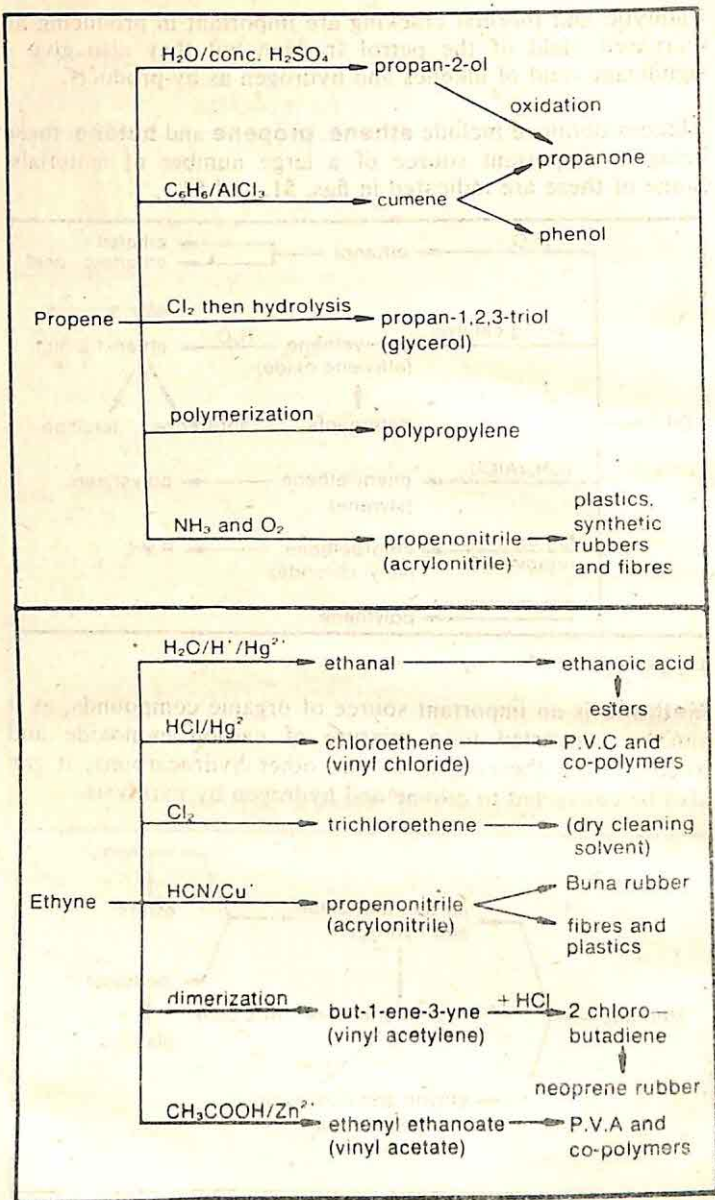 H₂O/conc. H₂SO₄
propan-2-ol
oxidation
propanone
C₆H₆/AlCl₃
cumene
phenol
Cl₂ then hydrolysis
Propene
propan-1,2,3-triol
(glycerol)
polymerization
polypropylene
NH₃ and O₂
propenonitrile
(acrylonitrile)
plastics.
synthetic
rubbers
and fibres
H₂O/H⁺/Hg²⁺
ethanal
ethanoic acid
esters
HCl/Hg²
chloroethene
(vinyl chloride)
P.V.C and
co-polymers
Cl₂
trichloroethene
(dry cleaning
solvent)
Ethyne
HCN/Cu⁺
propenonitrile
(acrylonitrile)
Buna rubber
fibres and
plastics
dimerization
but-1-ene-3-yne
(vinyl acetylene)
+ HCl
2 chloro–
butadiene
neoprene rubber
CH₃COOH/Zn²⁺
ethenyl ethanoate
(vinyl acetate)
P.V.A and
co-polymers